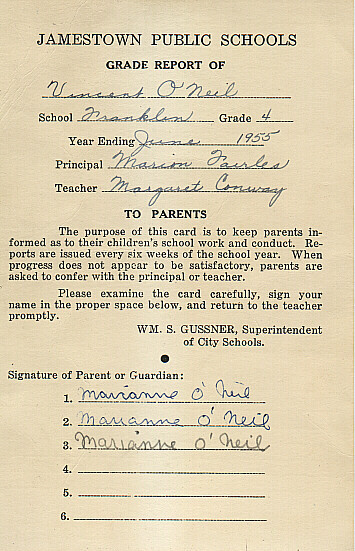 JAMESTOWN PUBLIC SCHOOLS
GRADE REPORT OF
Vincent O'Neil
School Franklin Grade 4
Year Ending June 1955
Principal Marion Fairles
Teacher Margaret Conway
TO PARENTS
The purpose of this card is to keep parents in-
formed as to their children's school work and conduct. Re-
ports are issued every six weeks of the school year. When
progress does not appear to be satisfactory, parents are
asked to confer with the principal or teacher.
Please examine the card carefully, sign your
name in the proper space below, and return to the teacher
promptly.
WM. S. GUSSNER, Superintendent
of City Schools.
Signature of Parent or Guardian:
1. Marianne O'Neil
2. Marianne O'Neil
3. Marianne O'Neil
4.
5.
6.